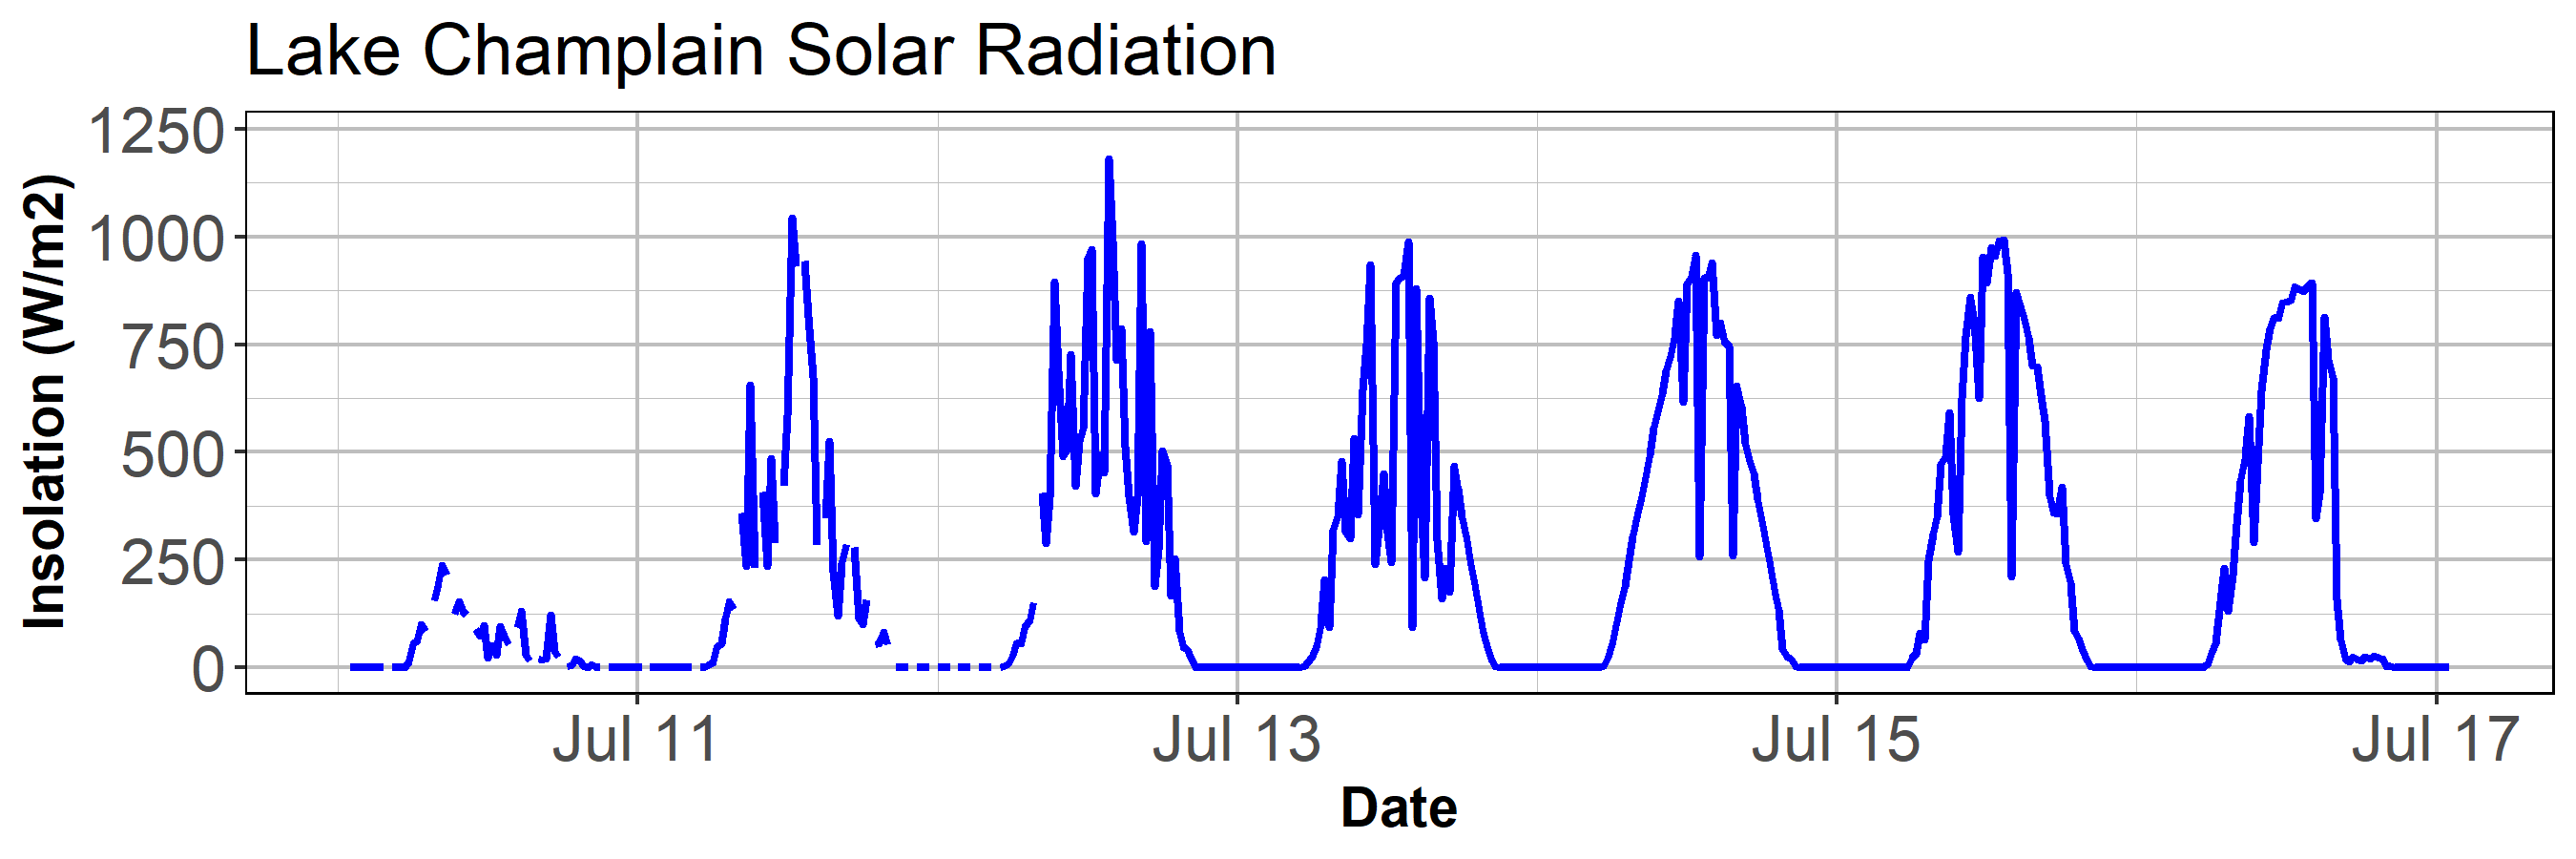 Lake Champlain Solar Radiation
Insolation (W/m2)
1250
1000
750
500
250
0
Jul 11 Jul 13 Jul 15 Jul 17
Date